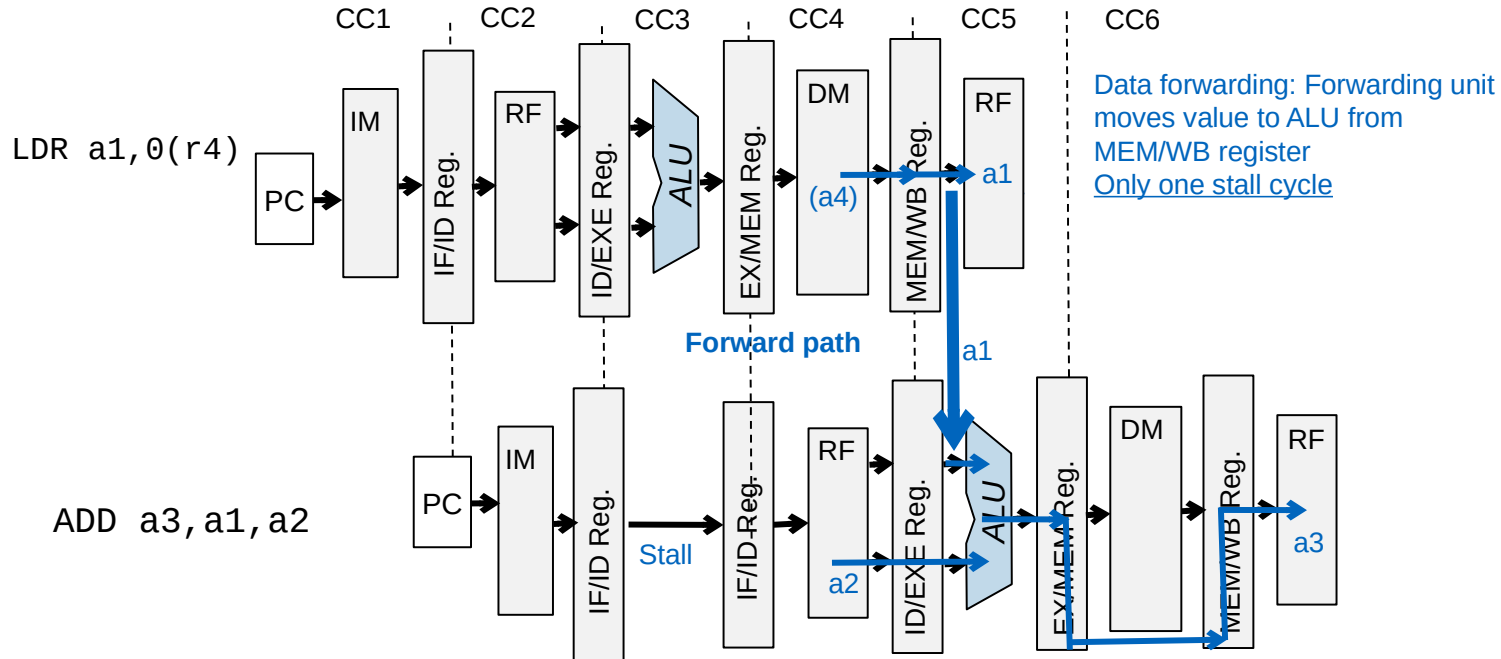 CC1
CC2
CC3
CC4
CC5
CC6
LDR a1,0(r4)
PC
IM
IF/ID Reg.
RF
ID/EXE Reg.
ALU
EX/MEM Reg.
DM
(a4)
MEM/WB Reg.
RF
a1
Data forwarding: Forwarding unit
moves value to ALU from
MEM/WB register
Only one stall cycle
Forward path
a1
ADD a3,a1,a2
PC
IM
IF/ID Reg.
Stall
IF/ID Reg.
RF
a2
ID/EXE Reg.
ALU
EX/MEM Reg.
DM
MEM/WB Reg.
RF
a3